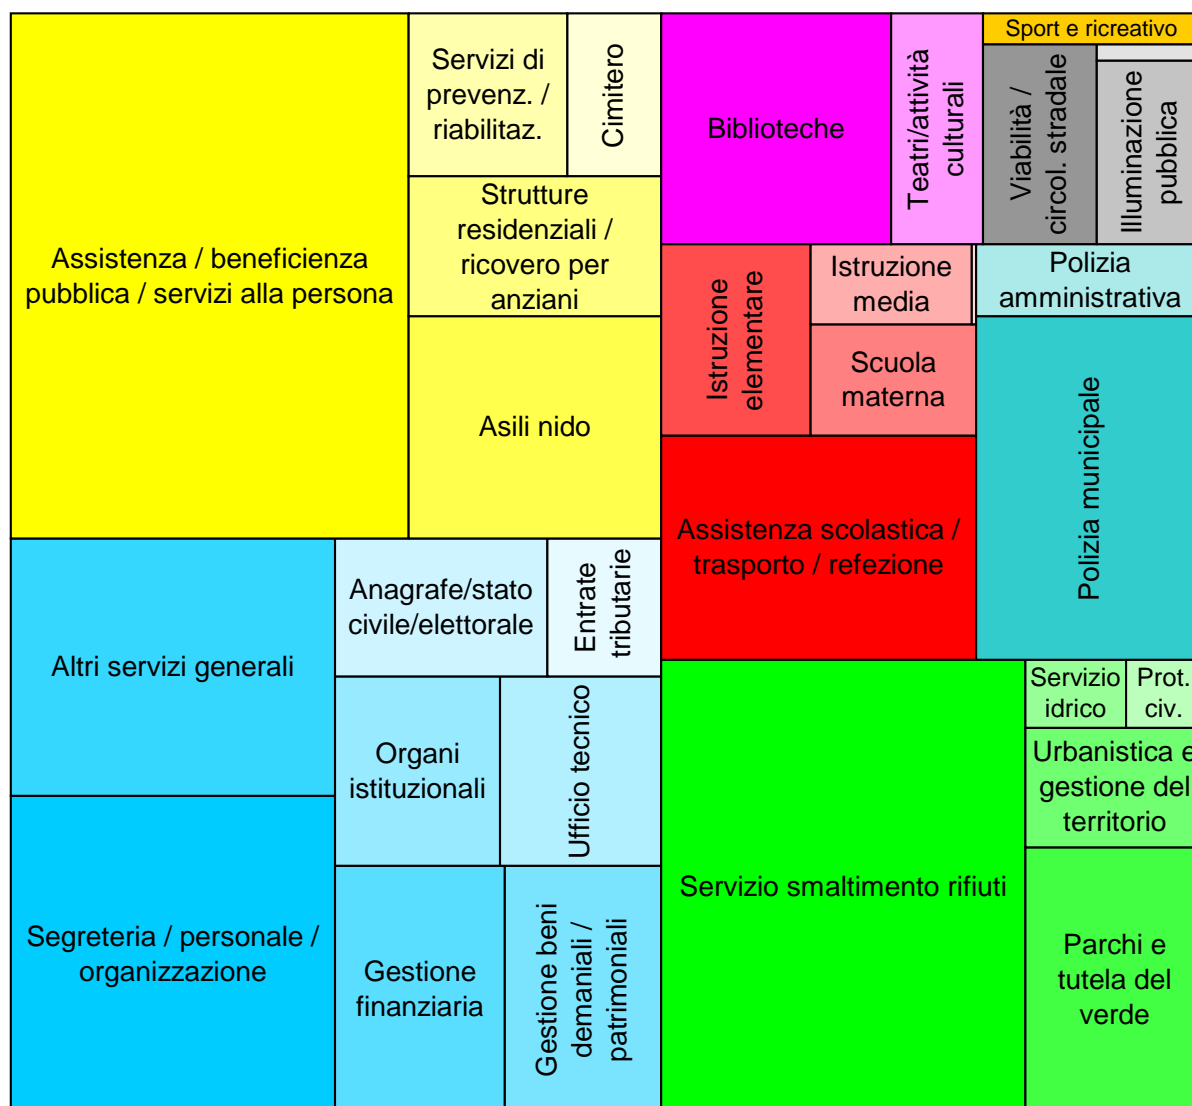 Assistenza / beneficienza
pubblica / servizi alla persona
Servizi di
prevenz. /
riabilitaz.
Cimitero
Strutture
residenziali /
ricovero per
anziani
Asili nido
Biblioteche
Teatri/attività
culturali
Sport e ricreativo
Viabilità /
circol. stradale
Illuminazione
pubblica
Istruzione
elementare
Istruzione
media
Scuola
materna
Polizia
amministrativa
Assistenza scolastica /
trasporto / refezione
Polizia municipale
Altri servizi generali
Anagrafe/stato
civile/elettorale
Entrate
tributarie
Organi
istituzionali
Ufficio tecnico
Segreteria / personale /
organizzazione
Gestione
finanziaria
Gestione beni
demaniali /
patrimoniali
Servizio smaltimento rifiuti
Servizio
idrico
Prot.
civ.
Urbanistica e
gestione del
territorio
Parchi e
tutela del
verde